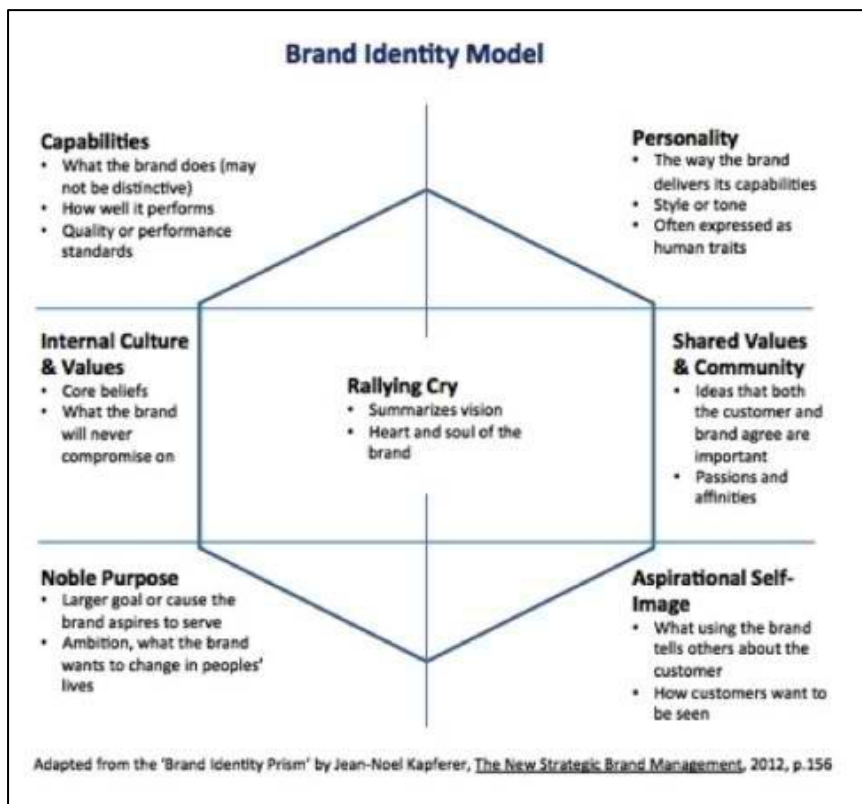 Brand Identity Model
Capabilities
• What the brand does (may
not be distinctive)
• How well it performs
• Quality or performance
standards
Personality
• The way the brand
delivers its capabilities
• Style or tone
• Often expressed as
human traits
Internal Culture
& Values
• Core beliefs
• What the brand
will never
compromise on
Rallying Cry
• Summarizes vision
• Heart and soul of the
brand
Shared Values
& Community
• Ideas that both
the customer and
brand agree are
important
• Passions and
affinities
Noble Purpose
• Larger goal or cause the
brand aspires to serve
• Ambition, what the brand
wants to change in peoples'
lives
Aspirational Self-
Image
• What using the brand
tells others about the
customer
• How customers want to
be seen
Adapted from the 'Brand Identity Prism' by Jean-Noel Kapferer, The New Strategic Brand Management, 2012, p.156